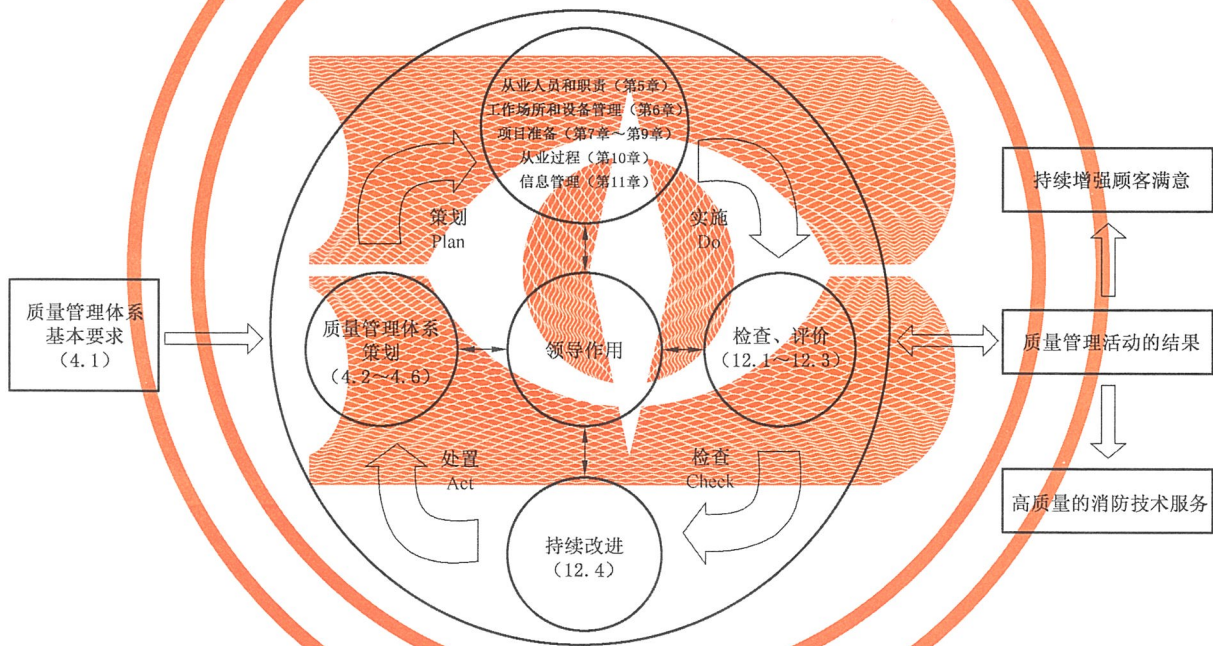 从业人员和职责（第5章）
工作场所和设备管理（第6章）
项目准备（第7章～第9章）
从业过程（第10章）
信息管理（第11章）
策划
Plan
实施
Do
持续增强顾客满意
质量管理体系
基本要求
（4.1）
质量管理体系
策划
（4.2～4.6）
领导作用
检查、评价
（12.1～12.3）
质量管理活动的结果
处置
Act
检查
Check
持续改进
（12.4）
高质量的消防技术服务